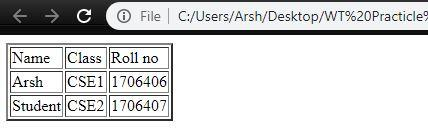 File C:/Users/Arsh/Desktop/WT%20Practicle%
Name Class Roll no
Arsh CSE1 1706406
Student CSE2 1706407